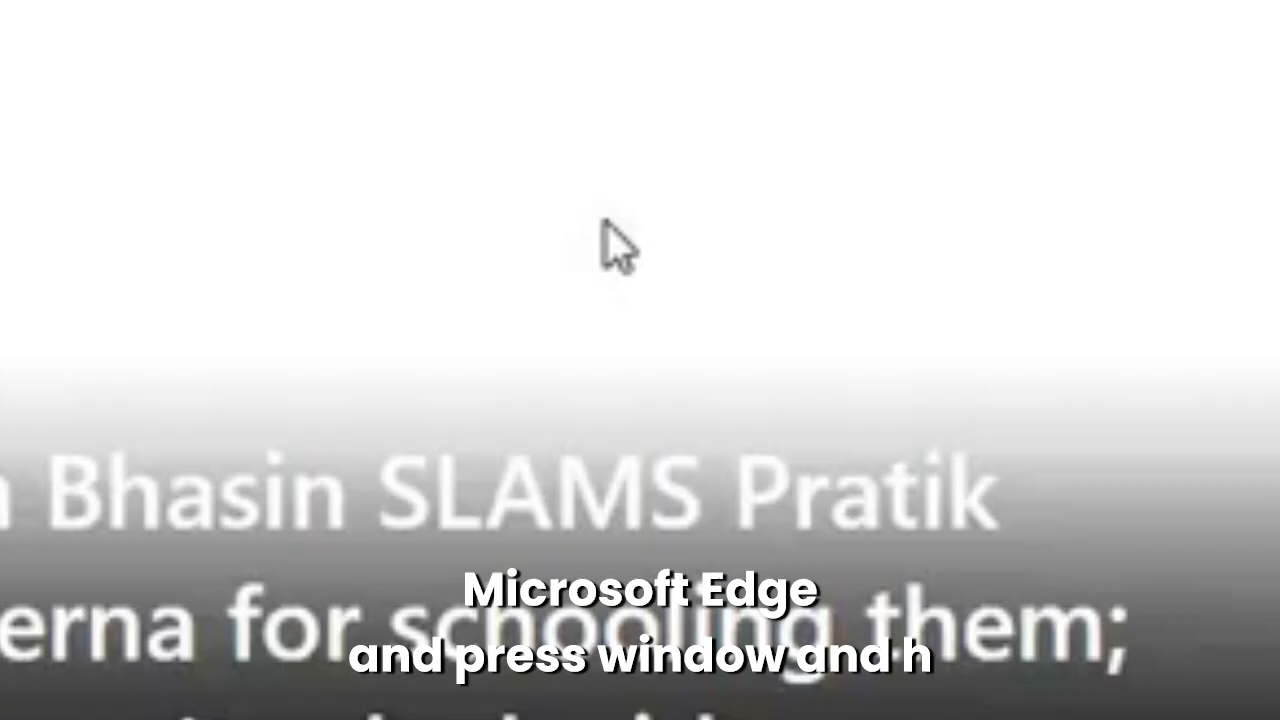 Bhasin SLAMS Pratik
erna for schooling them;
Microsoft Edge
and press window and h